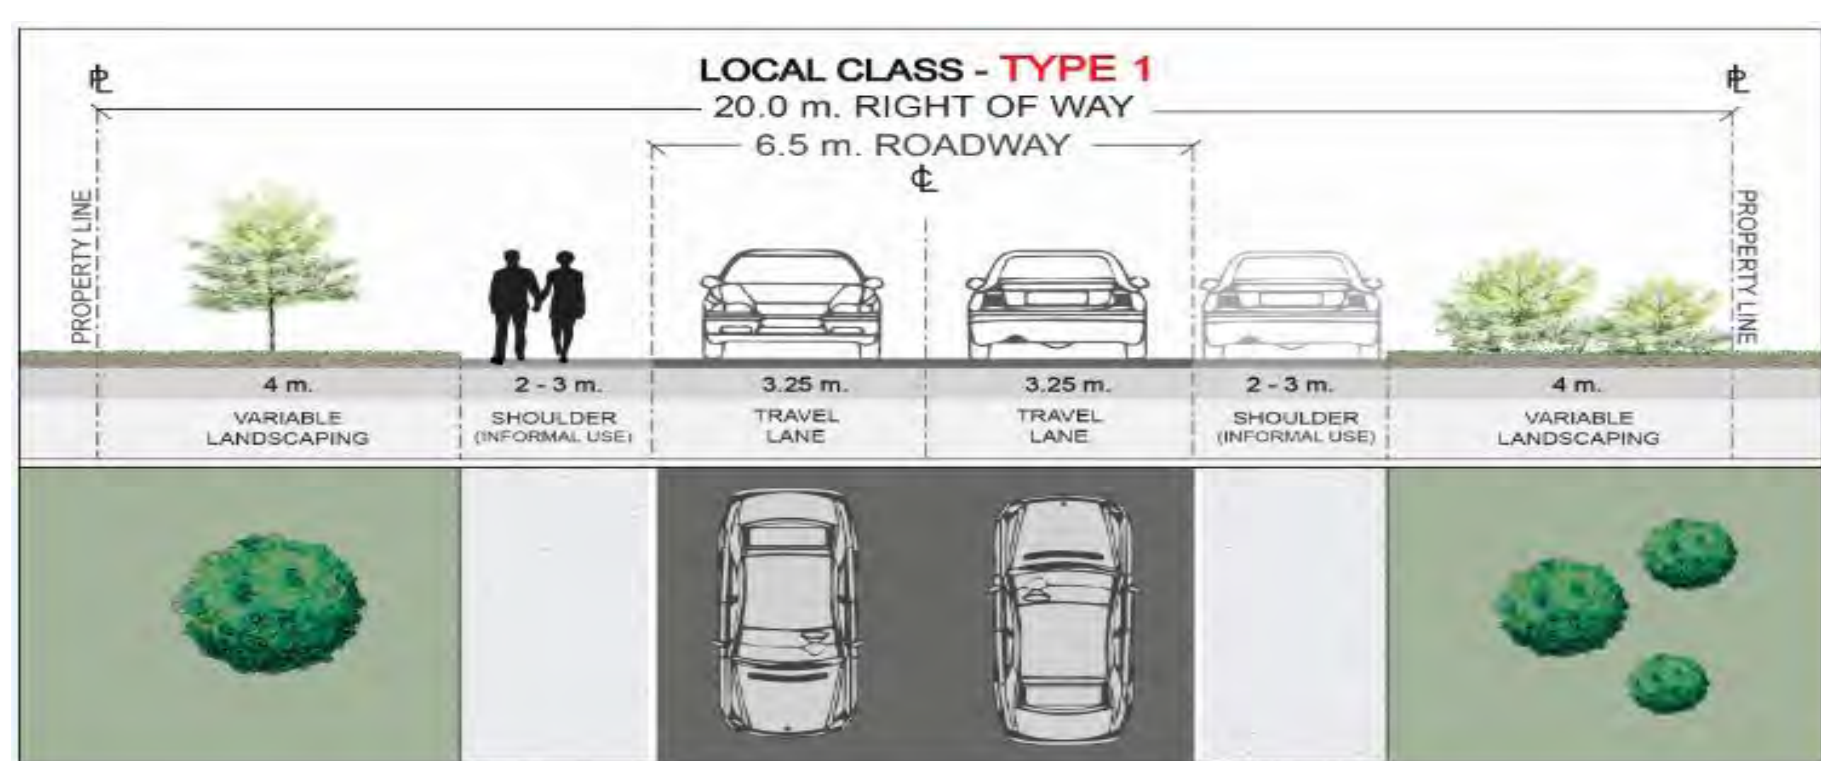 LOCAL CLASS - TYPE 1
20.0 m. RIGHT OF WAY
6.5 m. ROADWAY
PROPERTY LINE
PROPERTY LINE
4 m.
2 - 3 m.
3.25 m.
3.25 m.
2 - 3 m.
4 m.
VARIABLE
LANDSCAPING
SHOULDER
(INFORMAL USE)
TRAVEL
LANE
TRAVEL
LANE
SHOULDER
(INFORMAL USE)
VARIABLE
LANDSCAPING